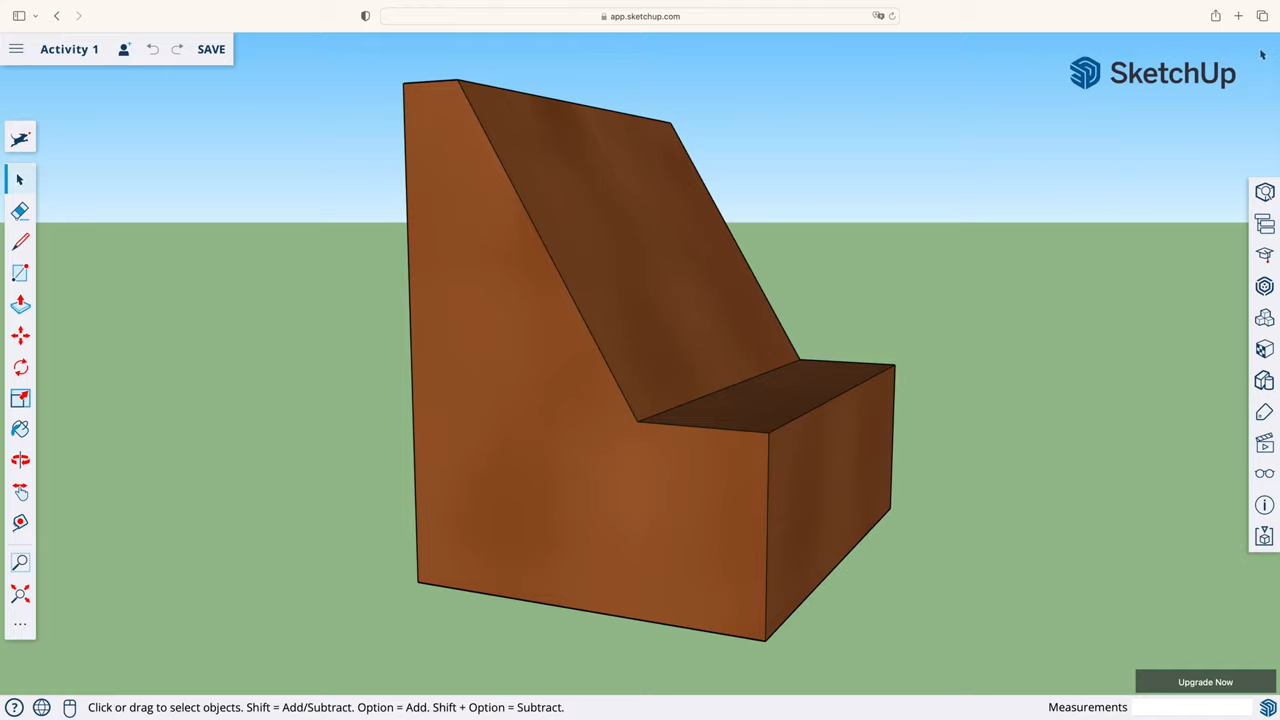 app.sketchup.com
Activity 1
SAVE
SketchUp
Upgrade Now
Click or drag to select objects. Shift = Add/Subtract. Option = Add. Shift + Option = Subtract.
Measurements